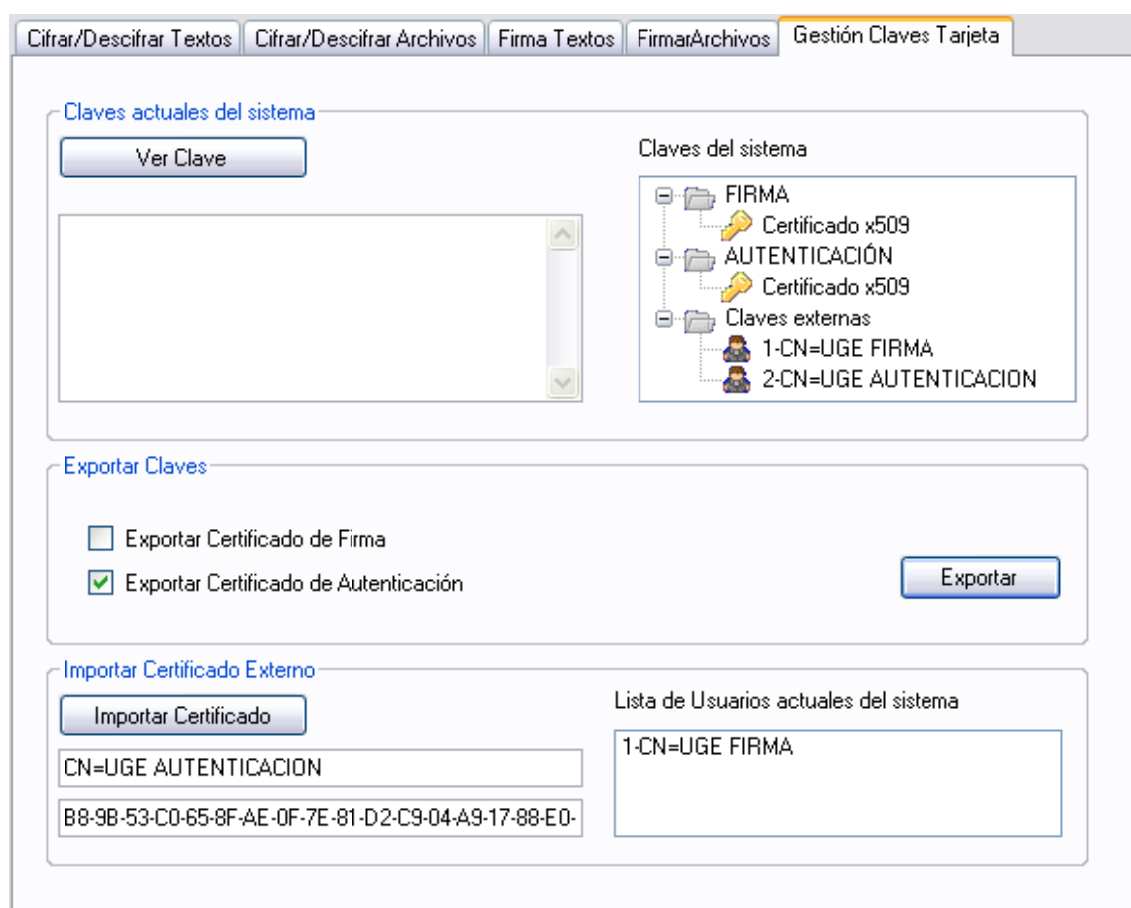 Cifrar/Descifrar Textos
Cifrar/Descifrar Archivos
Firma Textos
FirmarArchivos
Gestión Claves Tarjeta
Claves actuales del sistema
Ver Clave
Claves del sistema
FIRMA
Certificado x509
AUTENTICACIÓN
Certificado x509
Claves externas
1-CN=UGE FIRMA
2-CN=UGE AUTENTICACION
Exportar Claves
Exportar Certificado de Firma
Exportar Certificado de Autenticación
Exportar
Importar Certificado Externo
Importar Certificado
CN=UGE AUTENTICACION
B8-9B-53-C0-65-8F-AE-0F-7E-81-D2-C9-04-A9-17-88-E0-
Lista de Usuarios actuales del sistema
1-CN=UGE FIRMA